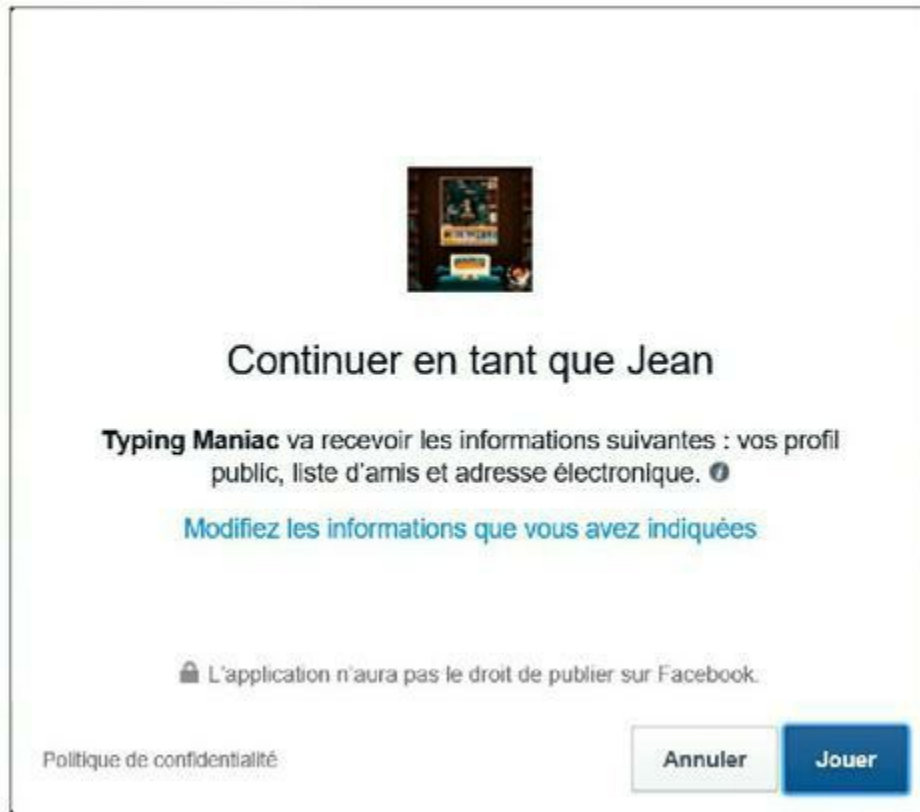 Continuer en tant que Jean
Typing Maniac va recevoir les informations suivantes : vos profil
public, liste d'amis et adresse électronique.
Modifiez les informations que vous avez indiquées
L'application n'aura pas le droit de publier sur Facebook.
Politique de confidentialité
Annuler
Jouer